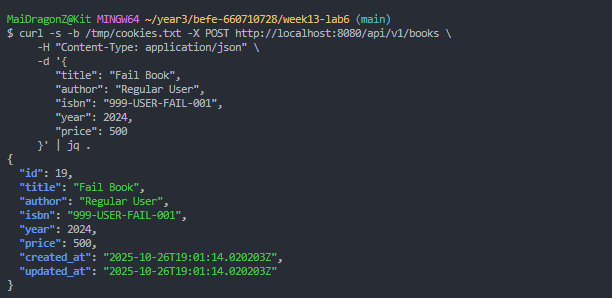 MaiDragonZ@Kit MINGW64 ~/year3/befe-660710728/week13-lab6 (main)
$ curl -s -b /tmp/cookies.txt -X POST http://localhost:8080/api/v1/books \
-H "Content-Type: application/json" \
-d '{
"title": "Fail Book",
"author": "Regular User",
"isbn": "999-USER-FAIL-001",
"year": 2024,
"price": 500
}' | jq .
{
"id": 19,
"title": "Fail Book",
"author": "Regular User",
"isbn": "999-USER-FAIL-001",
"year": 2024,
"price": 500,
"created_at": "2025-10-26T19:01:14.020203Z",
"updated_at": "2025-10-26T19:01:14.020203Z"
}